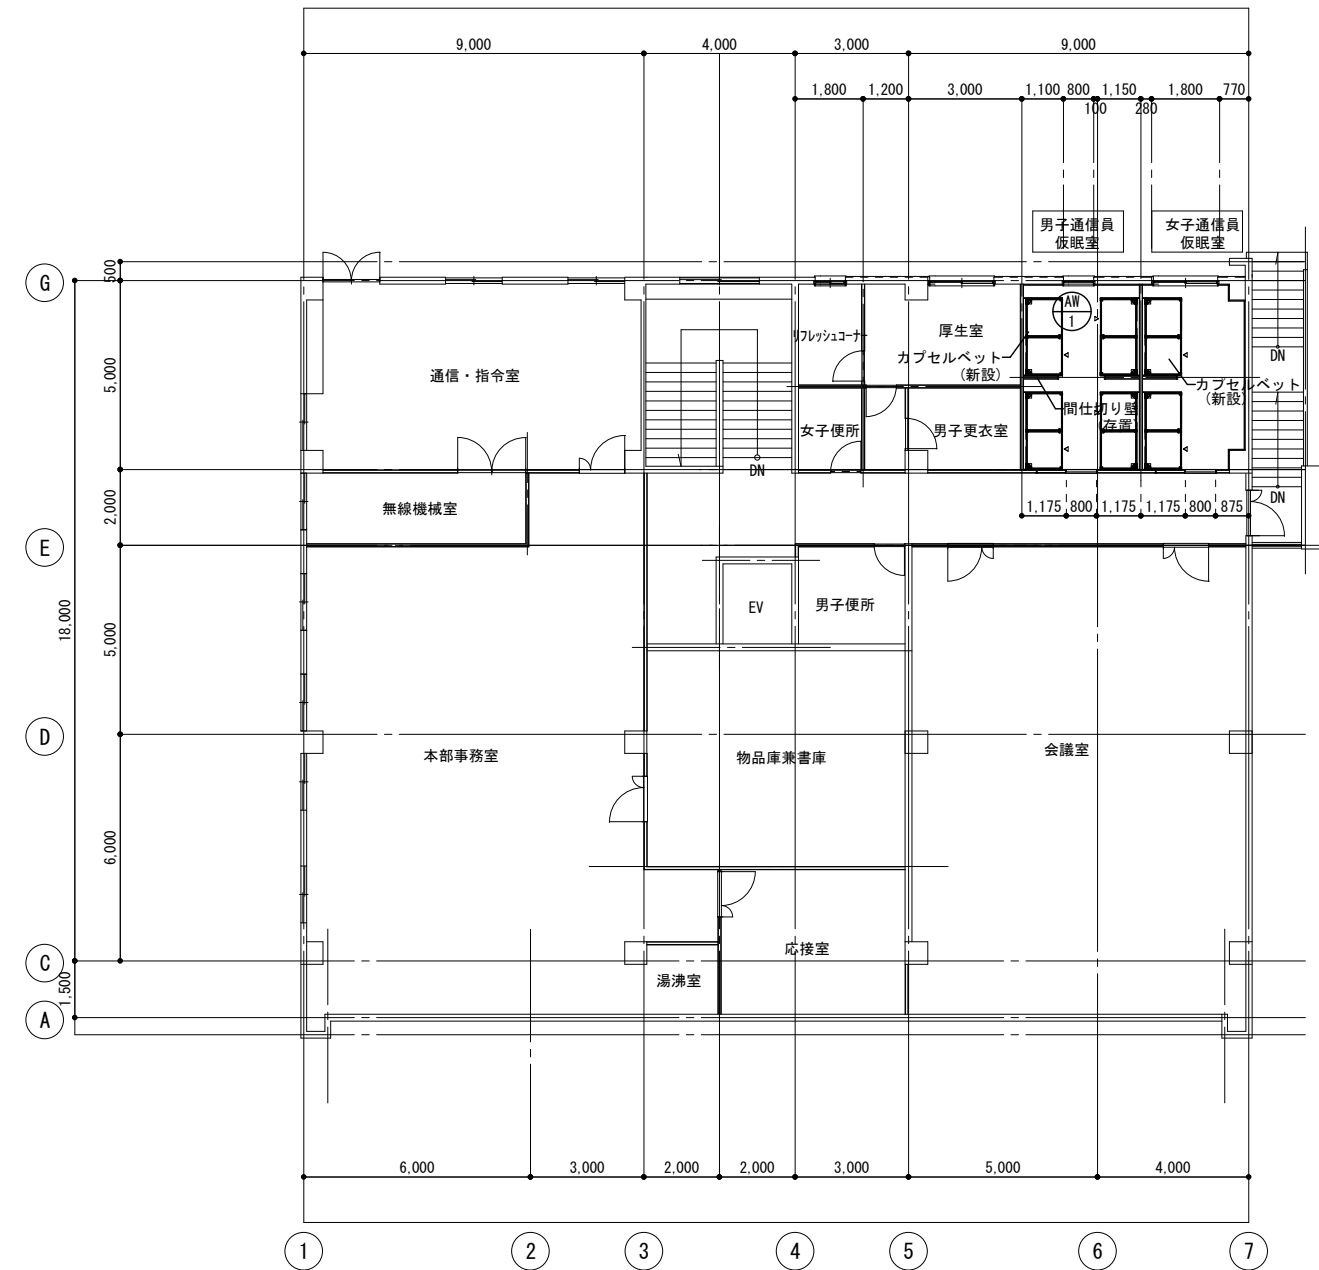 9,000
4,000
3,000
9,000
1,800
1,200
3,000
1,100
800
100
1,150
280
1,800
770
男子通信員
仮眠室
女子通信員
仮眠室
G
500
5,000
通信・指令室
リフレッシュコーナー
厚生室
カプセルベット
(新設)
AW
1
カプセルベット
(新設)
間仕切り壁
(存置)
DN
女子便所
男子更衣室
DN
DN
2,000
無線機械室
1,175
800
1,175
1,175
800
875
E
18,000
5,000
EV
男子便所
D
本部事務室
物品庫兼書庫
会議室
6,000
応接室
湯沸室
C
1,500
A
6,000
3,000
2,000
2,000
3,000
5,000
4,000
1
2
3
4
5
6
7